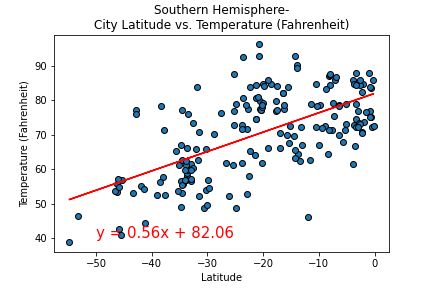 Southern Hemisphere-
City Latitude vs. Temperature (Fahrenheit)
Temperature (Fahrenheit)
90
80
70
60
50
40
y = 0.56x + 82.06
−50
−40
−30
−20
−10
0
Latitude